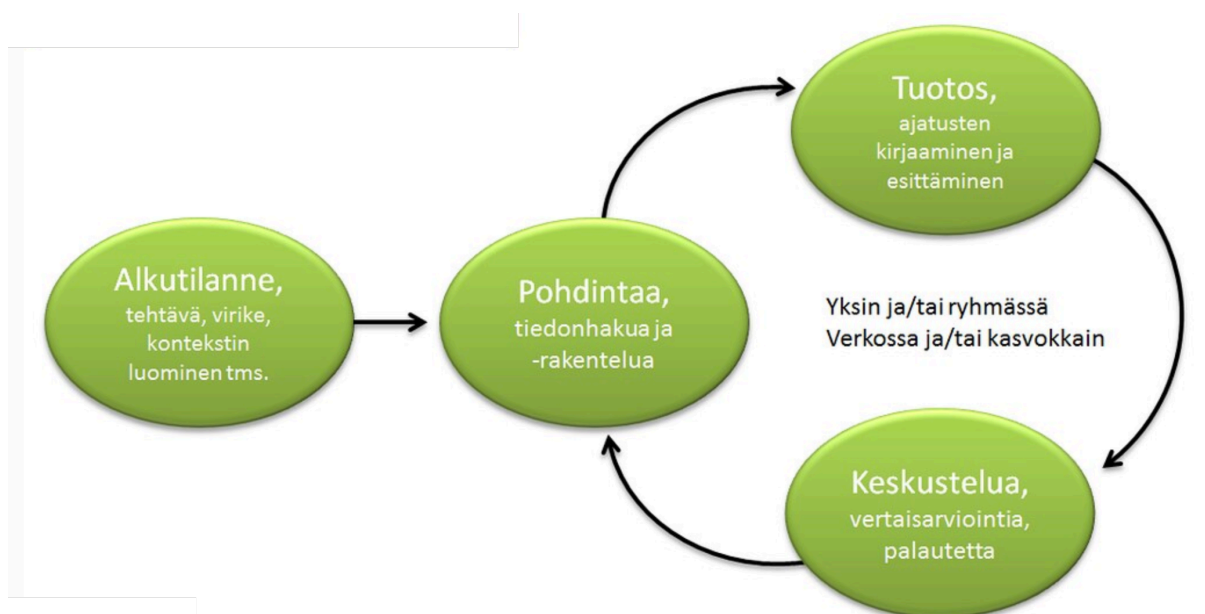 Alkutilanne,
tehtävä, virike,
kontekstin
luominen tms.
Pohdintaa,
tiedonhakua ja
-rakentelua
Tuotos,
ajatusten
kirjaaminen ja
esittäminen
Yksin ja/tai ryhmässä
Verkossa ja/tai kasvokkain
Keskustelua,
vertaisarviointia,
palautetta